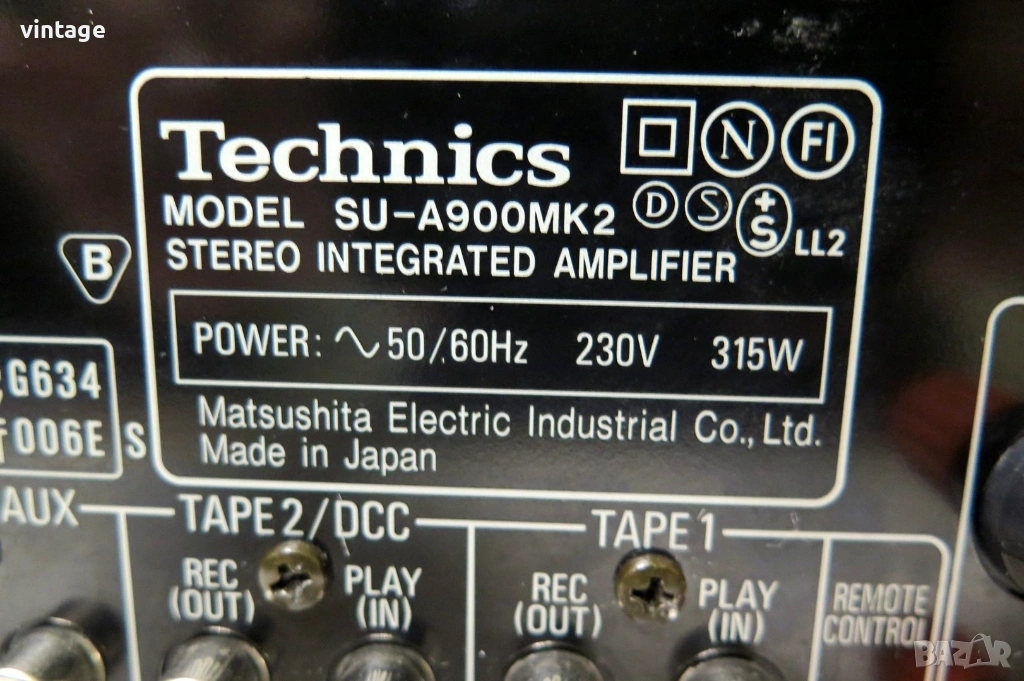 vintage
Technics
N FI
MODEL SU-A900MK2 D S +S LL2
STEREO INTEGRATED AMPLIFIER
B
POWER: ∿50/60Hz 230V 315W
G634
006E S
Matsushita Electric Industrial Co., Ltd.
Made in Japan
AUX TAPE 2/DCC TAPE 1
REC (OUT) PLAY (IN) REC (OUT) PLAY (IN) REMOTE CONTROL
BAZAR